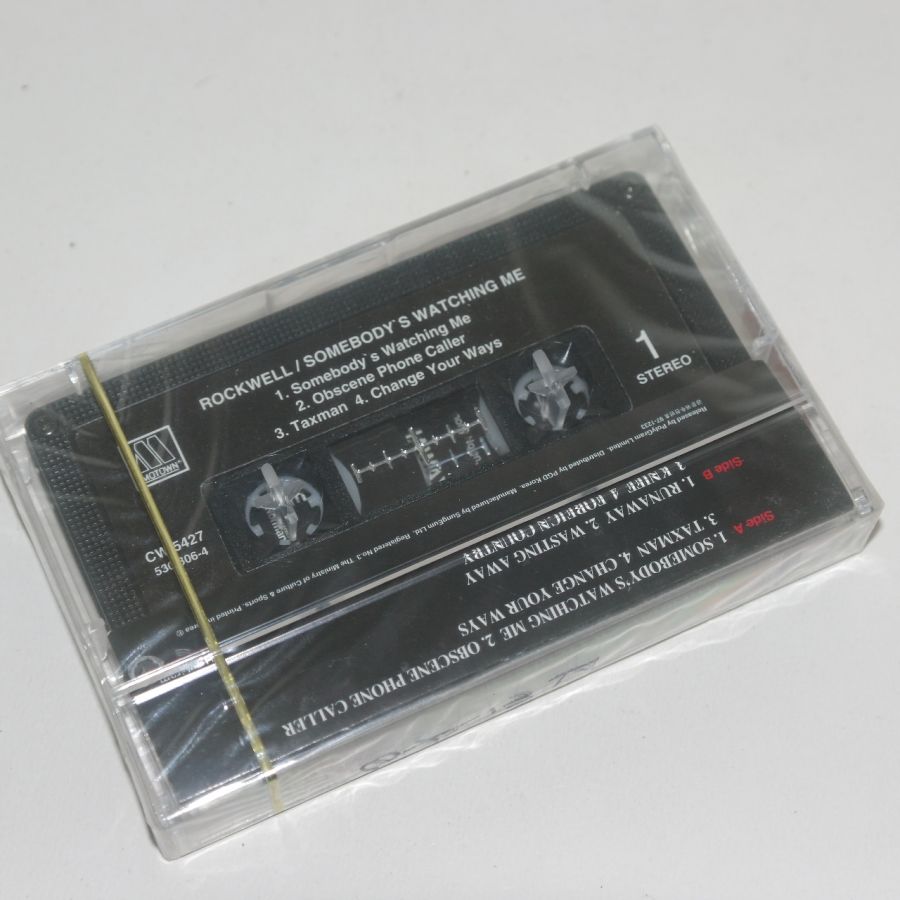 ROCKWELL / SOMEBODY`S WATCHING ME
1. Somebody`s Watching Me
2. Obscene Phone Caller
3. Taxman 4. Change Your Ways
1
STEREO
MOTOWN
CW 5427
Released by PolyGram Limited. Distributed by PGD Korea. Manufactured by SungEum Ltd. Registered No.3. The Ministry of Culture & Sports. Printed in Korea
Side A
1. SOMEBODY'S WATCHING ME 2. OBSCENE PHONE CALLER
3. TAXMAN 4. CHANGE YOUR WAYS
Side B
1. RUNAWAY 2. WASTING AWAY
3. KNIFE 4. FOREIGN COUNTRY